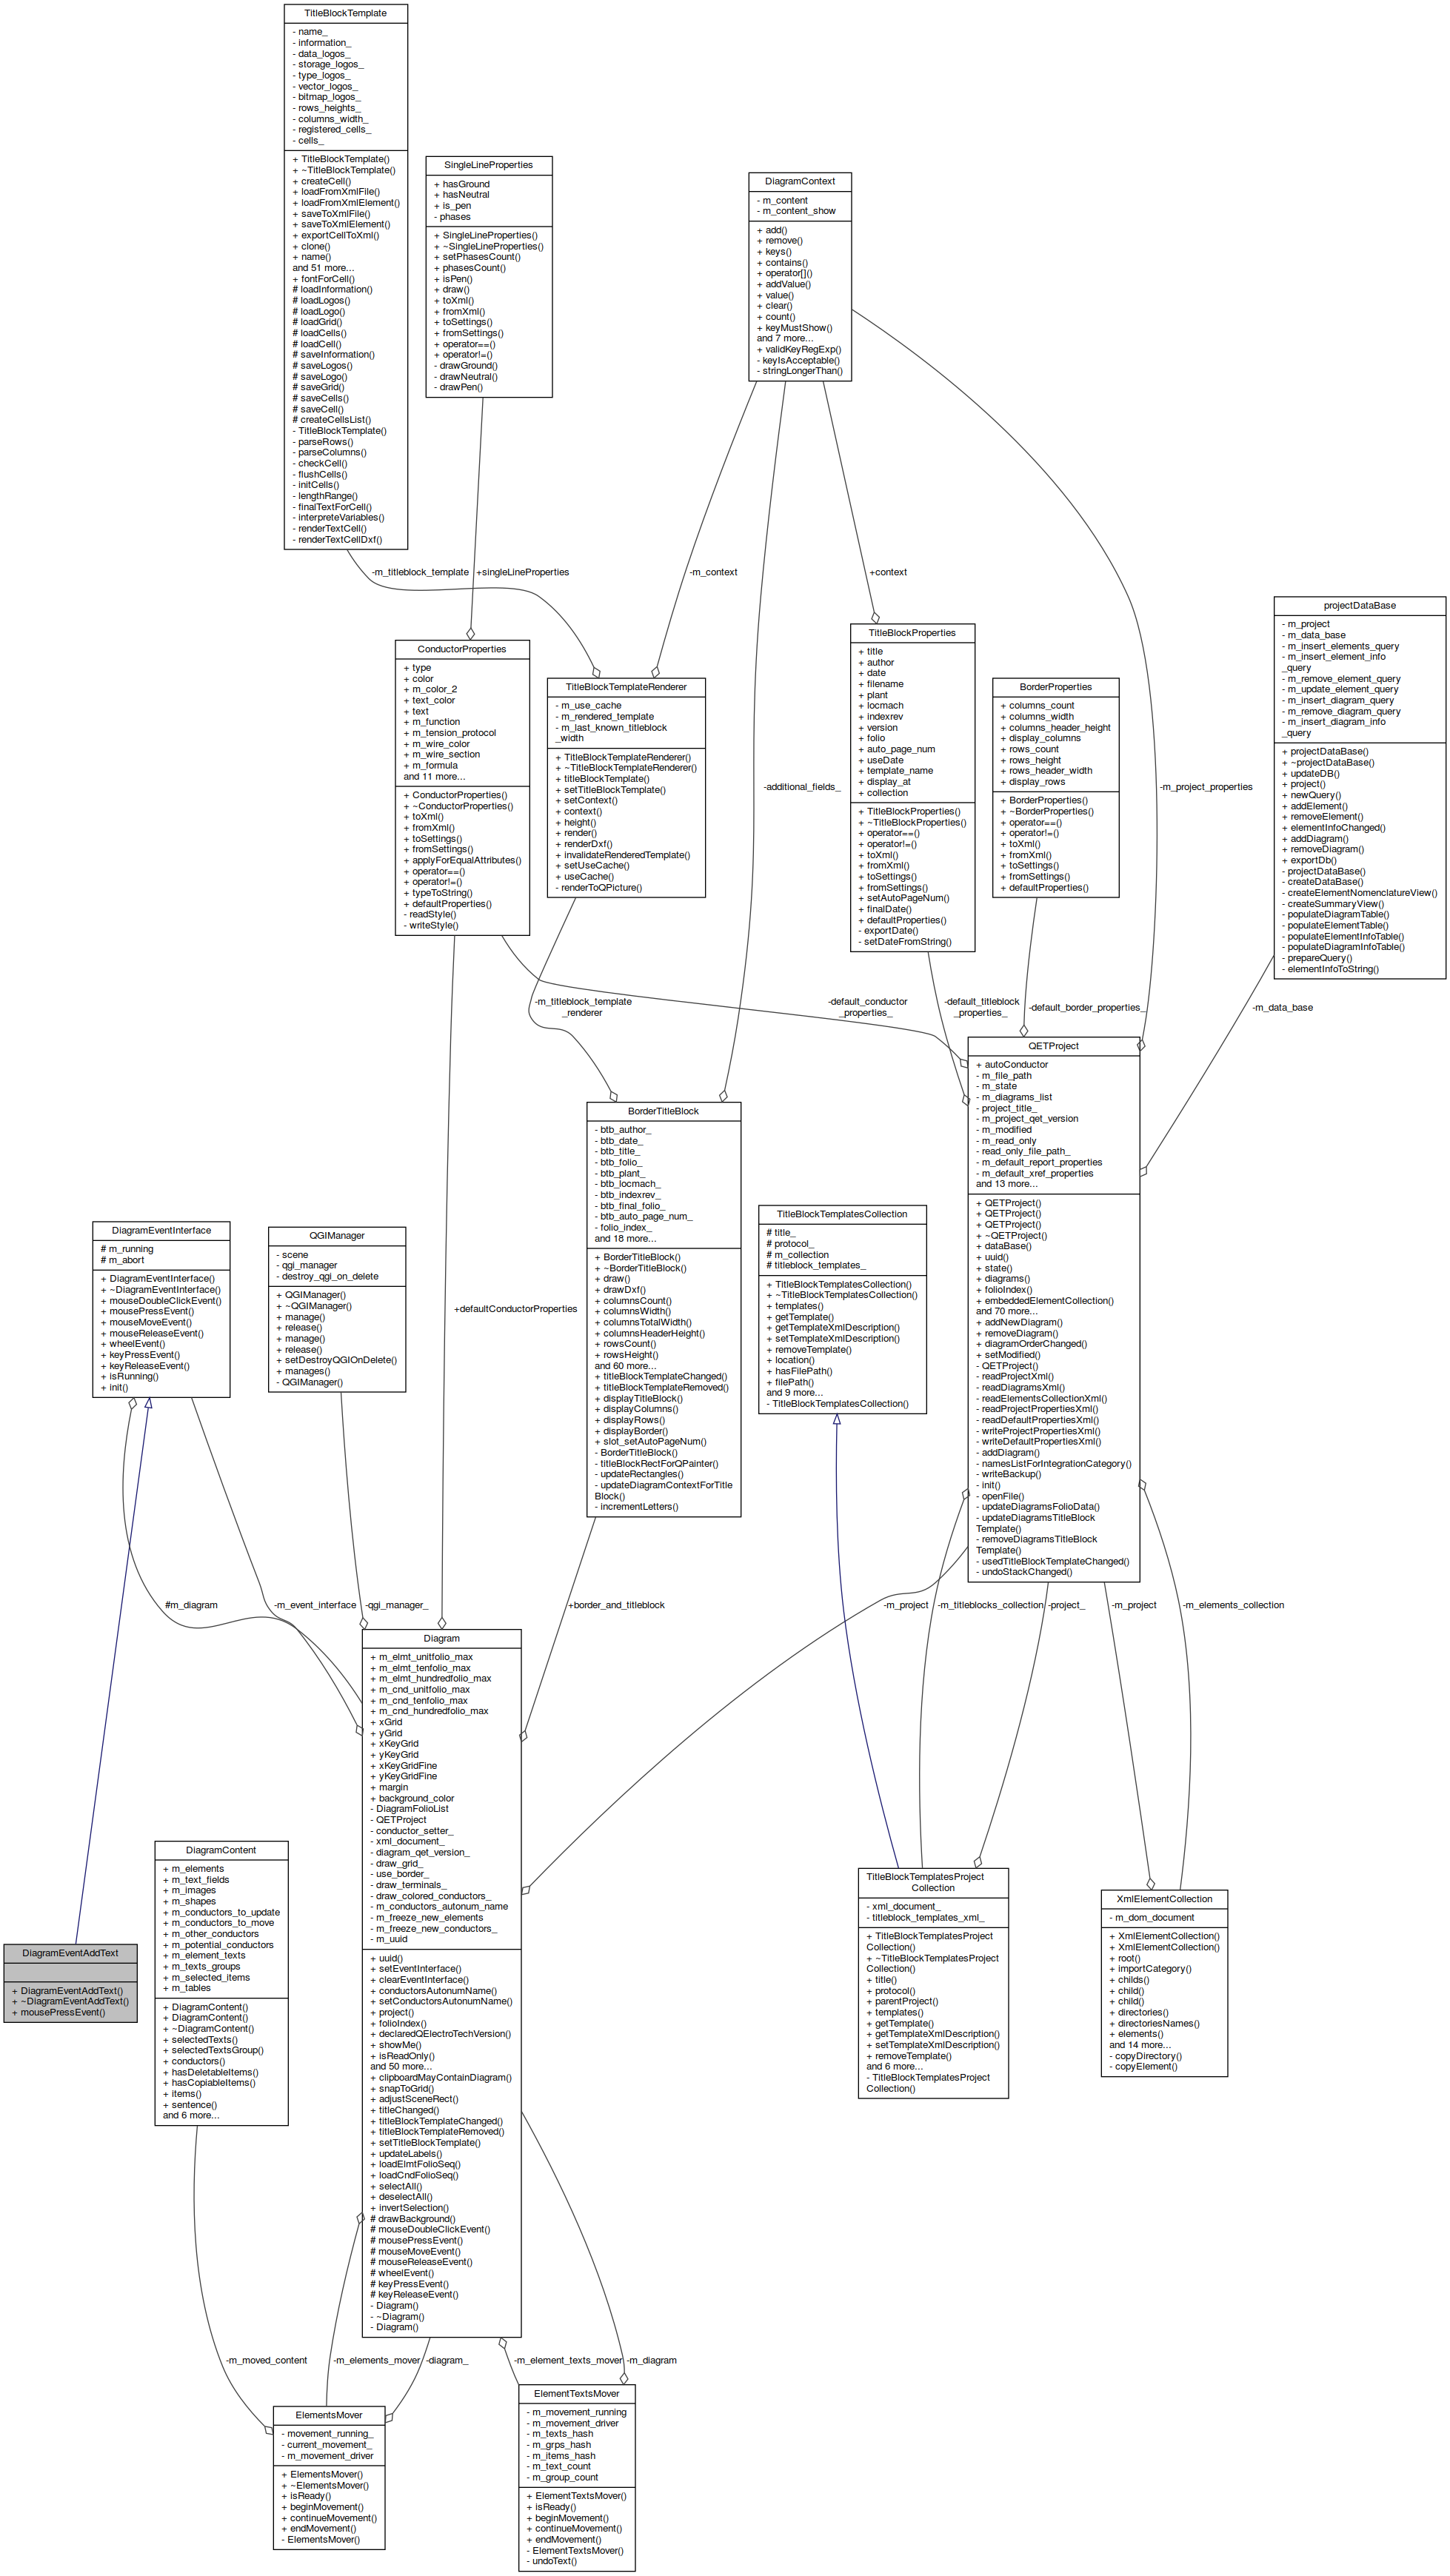 TitleBlockTemplate
- name_
- information_
- data_logos_
- storage_logos_
- type_logos_
- vector_logos_
- bitmap_logos_
- rows_heights_
- columns_width_
- registered_cells_
- cells_
+ TitleBlockTemplate()
+ ~TitleBlockTemplate()
+ createCell()
+ loadFromXmlFile()
+ loadFromXmlElement()
+ saveToXmlFile()
+ saveToXmlElement()
+ exportCellToXml()
+ clone()
+ name()
and 51 more...
+ fontForCell()
# loadInformation()
# loadLogos()
# loadLogo()
# loadGrid()
# loadCells()
# loadCell()
# saveInformation()
# saveLogos()
# saveLogo()
# saveGrid()
# saveCells()
# saveCell()
# createCellsList()
- TitleBlockTemplate()
- parseRows()
- parseColumns()
- checkCell()
- flushCells()
- initCells()
- lengthRange()
- finalTextForCell()
- interpreteVariables()
- renderTextCell()
- renderTextCellDxf()
SingleLineProperties
+ hasGround
+ hasNeutral
+ is_pen
- phases
+ SingleLineProperties()
+ ~SingleLineProperties()
+ setPhasesCount()
+ phasesCount()
+ isPen()
+ draw()
+ toXml()
+ fromXml()
+ toSettings()
+ fromSettings()
+ operator==()
+ operator!=()
- drawGround()
- drawNeutral()
- drawPen()
DiagramContext
- m_content
- m_content_show
+ add()
+ remove()
+ keys()
+ contains()
+ operator[]()
+ addValue()
+ value()
+ clear()
+ count()
+ keyMustShow()
and 7 more...
+ validKeyRegExp()
- keyIsAcceptable()
- stringLongerThan()
-m_titleblock_template
+singleLineProperties
-m_context
+context
ConductorProperties
+ type
+ color
+ m_color_2
+ text_color
+ text
+ m_function
+ m_tension_protocol
+ m_wire_color
+ m_wire_section
+ m_formula
and 11 more...
+ ConductorProperties()
+ ~ConductorProperties()
+ toXml()
+ fromXml()
+ toSettings()
+ fromSettings()
+ applyForEqualAttributes()
+ operator==()
+ operator!=()
+ typeToString()
+ defaultProperties()
- readStyle()
- writeStyle()
TitleBlockTemplateRenderer
- m_use_cache
- m_rendered_template
- m_last_known_titleblock
_width
+ TitleBlockTemplateRenderer()
+ ~TitleBlockTemplateRenderer()
+ titleBlockTemplate()
+ setTitleBlockTemplate()
+ setContext()
+ context()
+ height()
+ render()
+ renderDxf()
+ invalidateRenderedTemplate()
+ setUseCache()
+ useCache()
- renderToQPicture()
-additional_fields_
TitleBlockProperties
+ title
+ author
+ date
+ filename
+ plant
+ locmach
+ indexrev
+ version
+ folio
+ auto_page_num
+ useDate
+ template_name
+ display_at
+ collection
+ TitleBlockProperties()
+ ~TitleBlockProperties()
+ operator==()
+ operator!=()
+ toXml()
+ fromXml()
+ toSettings()
+ fromSettings()
+ setAutoPageNum()
+ finalDate()
+ defaultProperties()
- exportDate()
- setDateFromString()
BorderProperties
+ columns_count
+ columns_width
+ columns_header_height
+ display_columns
+ rows_count
+ rows_height
+ rows_header_width
+ display_rows
+ BorderProperties()
+ ~BorderProperties()
+ operator==()
+ operator!=()
+ toXml()
+ fromXml()
+ toSettings()
+ fromSettings()
+ defaultProperties()
-m_project_properties
projectDataBase
- m_project
- m_data_base
- m_insert_elements_query
- m_insert_element_info
_query
- m_remove_element_query
- m_update_element_query
- m_insert_diagram_query
- m_remove_diagram_query
- m_insert_diagram_info
_query
+ projectDataBase()
+ ~projectDataBase()
+ updateDB()
+ project()
+ newQuery()
+ addElement()
+ removeElement()
+ elementInfoChanged()
+ addDiagram()
+ removeDiagram()
+ exportDb()
- projectDataBase()
- createDataBase()
- createElementNomenclatureView()
- createSummaryView()
- populateDiagramTable()
- populateElementTable()
- populateElementInfoTable()
- populateDiagramInfoTable()
- prepareQuery()
- elementInfoToString()
-m_titleblock_template
_renderer
-default_conductor
_properties_
-default_titleblock
_properties_
-default_border_properties_
-m_data_base
QETProject
+ autoConductor
- m_file_path
- m_state
- m_diagrams_list
- project_title_
- m_project_qet_version
- m_modified
- m_read_only
- read_only_file_path_
- m_default_report_properties
- m_default_xref_properties
and 13 more...
+ QETProject()
+ QETProject()
+ QETProject()
+ ~QETProject()
+ dataBase()
+ uuid()
+ state()
+ diagrams()
+ folioIndex()
+ embeddedElementCollection()
and 70 more...
+ addNewDiagram()
+ removeDiagram()
+ diagramOrderChanged()
+ setModified()
- QETProject()
- readProjectXml()
- readDiagramsXml()
- readElementsCollectionXml()
- readProjectPropertiesXml()
- readDefaultPropertiesXml()
- writeProjectPropertiesXml()
- writeDefaultPropertiesXml()
- addDiagram()
- namesListForIntegrationCategory()
- writeBackup()
- init()
- openFile()
- updateDiagramsFolioData()
- updateDiagramsTitleBlock
Template()
- removeDiagramsTitleBlock
Template()
- usedTitleBlockTemplateChanged()
- undoStackChanged()
BorderTitleBlock
- btb_author_
- btb_date_
- btb_title_
- btb_folio_
- btb_plant_
- btb_locmach_
- btb_indexrev_
- btb_final_folio_
- btb_auto_page_num_
- folio_index_
and 18 more...
+ BorderTitleBlock()
+ ~BorderTitleBlock()
+ draw()
+ drawDxf()
+ columnsCount()
+ columnsWidth()
+ columnsTotalWidth()
+ columnsHeaderHeight()
+ rowsCount()
+ rowsHeight()
and 60 more...
+ titleBlockTemplateChanged()
+ titleBlockTemplateRemoved()
+ displayTitleBlock()
+ displayColumns()
+ displayRows()
+ displayBorder()
+ slot_setAutoPageNum()
- BorderTitleBlock()
- titleBlockRectForQPainter()
- updateRectangles()
- updateDiagramContextForTitle
Block()
- incrementLetters()
TitleBlockTemplatesCollection
# title_
# protocol_
# m_collection
# titleblock_templates_
+ TitleBlockTemplatesCollection()
+ ~TitleBlockTemplatesCollection()
+ templates()
+ getTemplate()
+ getTemplateXmlDescription()
+ setTemplateXmlDescription()
+ removeTemplate()
+ location()
+ hasFilePath()
+ filePath()
and 9 more...
- TitleBlockTemplatesCollection()
DiagramEventInterface
# m_running
# m_abort
+ DiagramEventInterface()
+ ~DiagramEventInterface()
+ mouseDoubleClickEvent()
+ mousePressEvent()
+ mouseMoveEvent()
+ mouseReleaseEvent()
+ wheelEvent()
+ keyPressEvent()
+ keyReleaseEvent()
+ isRunning()
+ init()
QGIManager
- scene
- qgi_manager
- destroy_qgi_on_delete
+ QGIManager()
+ ~QGIManager()
+ manage()
+ release()
+ manage()
+ release()
+ setDestroyQGIOnDelete()
+ manages()
- QGIManager()
+defaultConductorProperties
#m_diagram
-m_event_interface
-qgi_manager_
+border_and_titleblock
-m_project
-m_titleblocks_collection
-project_
-m_project
-m_elements_collection
Diagram
+ m_elmt_unitfolio_max
+ m_elmt_tenfolio_max
+ m_elmt_hundredfolio_max
+ m_cnd_unitfolio_max
+ m_cnd_tenfolio_max
+ m_cnd_hundredfolio_max
+ xGrid
+ yGrid
+ xKeyGrid
+ yKeyGrid
+ xKeyGridFine
+ yKeyGridFine
+ margin
+ background_color
- DiagramFolioList
- QETProject
- conductor_setter_
- xml_document_
- diagram_qet_version_
- draw_grid_
- use_border_
- draw_terminals_
- draw_colored_conductors_
- m_conductors_autonum_name
- m_freeze_new_elements
- m_freeze_new_conductors_
- m_uuid
+ uuid()
+ setEventInterface()
+ clearEventInterface()
+ conductorsAutonumName()
+ setConductorsAutonumName()
+ project()
+ folioIndex()
+ declaredQElectroTechVersion()
+ showMe()
+ isReadOnly()
and 50 more...
+ clipboardMayContainDiagram()
+ snapToGrid()
+ adjustSceneRect()
+ titleChanged()
+ titleBlockTemplateChanged()
+ titleBlockTemplateRemoved()
+ setTitleBlockTemplate()
+ updateLabels()
+ loadElmtFolioSeq()
+ loadCndFolioSeq()
+ selectAll()
+ deselectAll()
+ invertSelection()
# drawBackground()
# mouseDoubleClickEvent()
# mousePressEvent()
# mouseMoveEvent()
# mouseReleaseEvent()
# wheelEvent()
# keyPressEvent()
# keyReleaseEvent()
- Diagram()
- ~Diagram()
- Diagram()
DiagramEventAddText
+ DiagramEventAddText()
+ ~DiagramEventAddText()
+ mousePressEvent()
DiagramContent
+ m_elements
+ m_text_fields
+ m_images
+ m_shapes
+ m_conductors_to_update
+ m_conductors_to_move
+ m_other_conductors
+ m_potential_conductors
+ m_element_texts
+ m_texts_groups
+ m_selected_items
+ m_tables
+ DiagramContent()
+ DiagramContent()
+ ~DiagramContent()
+ selectedTexts()
+ selectedTextsGroup()
+ conductors()
+ hasDeletableItems()
+ hasCopiableItems()
+ items()
+ sentence()
and 6 more...
TitleBlockTemplatesProject
Collection
- xml_document_
- titleblock_templates_xml_
+ TitleBlockTemplatesProject
Collection()
+ ~TitleBlockTemplatesProject
Collection()
+ title()
+ protocol()
+ parentProject()
+ templates()
+ getTemplate()
+ getTemplateXmlDescription()
+ setTemplateXmlDescription()
+ removeTemplate()
and 6 more...
- TitleBlockTemplatesProject
Collection()
XmlElementCollection
- m_dom_document
+ XmlElementCollection()
+ XmlElementCollection()
+ root()
+ importCategory()
+ childs()
+ child()
+ child()
+ directories()
+ directoriesNames()
+ elements()
and 14 more...
- copyDirectory()
- copyElement()
-m_moved_content
-m_elements_mover
-diagram_
-m_element_texts_mover
-m_diagram
ElementsMover
- movement_running_
- current_movement_
- m_movement_driver
+ ElementsMover()
+ ~ElementsMover()
+ isReady()
+ beginMovement()
+ continueMovement()
+ endMovement()
- ElementsMover()
ElementTextsMover
- m_movement_running
- m_movement_driver
- m_texts_hash
- m_grps_hash
- m_items_hash
- m_text_count
- m_group_count
+ ElementTextsMover()
+ isReady()
+ beginMovement()
+ continueMovement()
+ endMovement()
- ElementTextsMover()
- undoText()